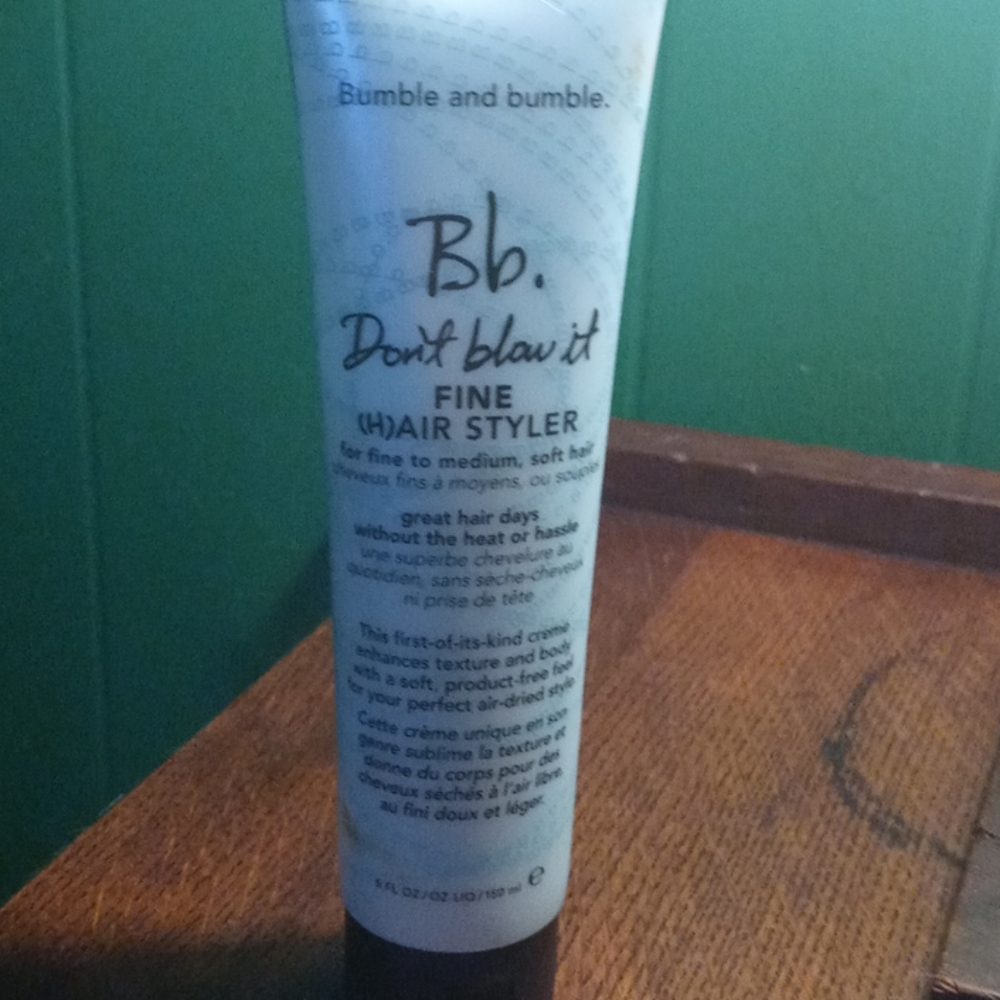 Bumble and bumble.
Bb.
Don't blow it
FINE
(H)AIR STYLER
for fine to medium, soft hair
cheveux fins à moyens, ou souples
great hair days
without the heat or hassle
une superbe chevelure au
quotidien, sans sèche-cheveux
ni prise de tête
This first-of-its-kind crème
enhances texture and body
with a soft, product-free feel
for your perfect air-dried style.
Cette crème unique en son
genre sublime la texture et
donne du corps pour des
cheveux séchés à l'air libre,
au fini doux et léger.
5 FL OZ/OZ LIQ/150 ml e